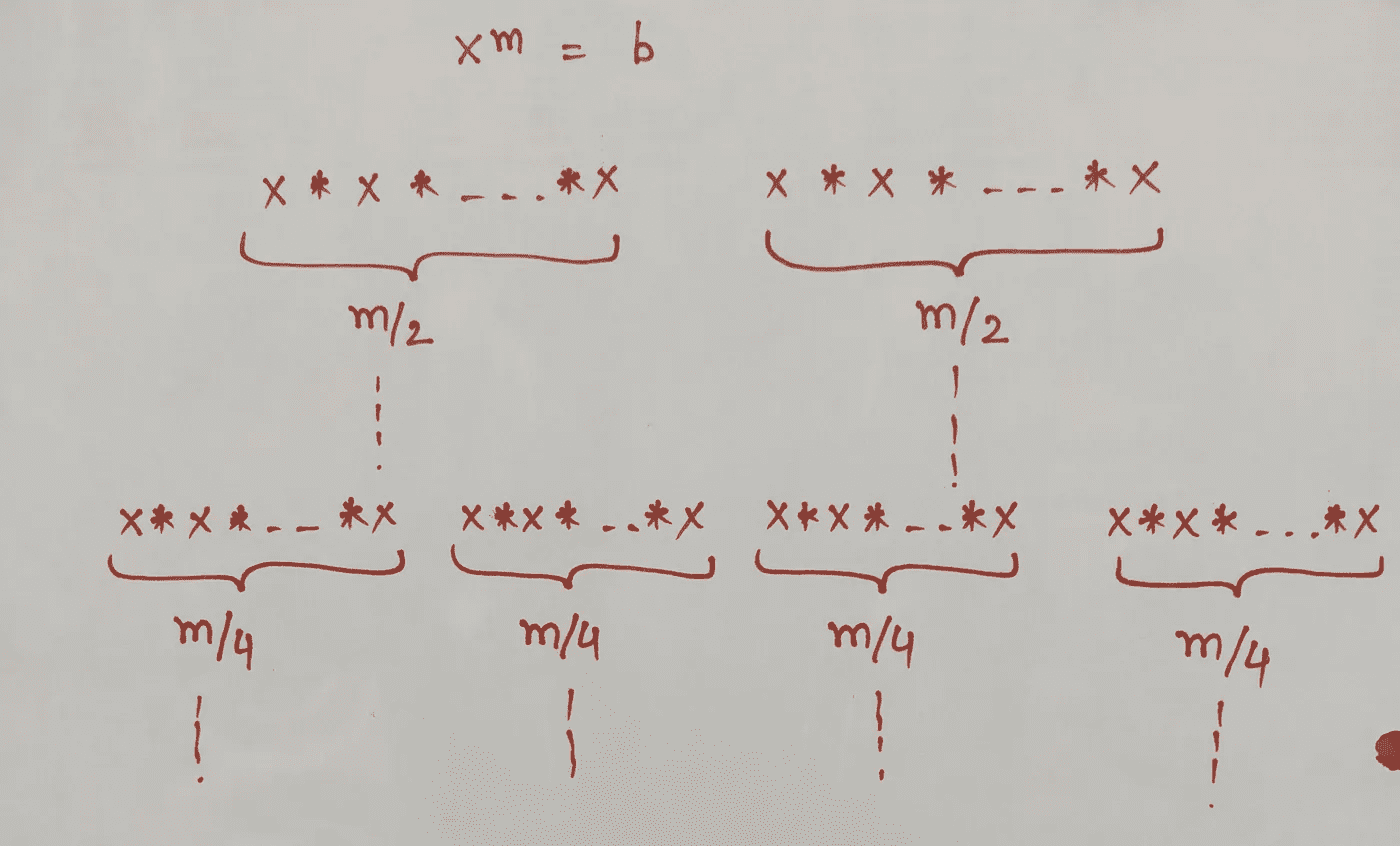 x^m = b
x * x * _ _ . . * x    x * x * _ _ _ * x
m/2    m/2
x * x * _ _ * x    x * x * _ . . * x    x * x * _ _ . * x    x * x * _ . . . * x
m/4    m/4    m/4    m/4